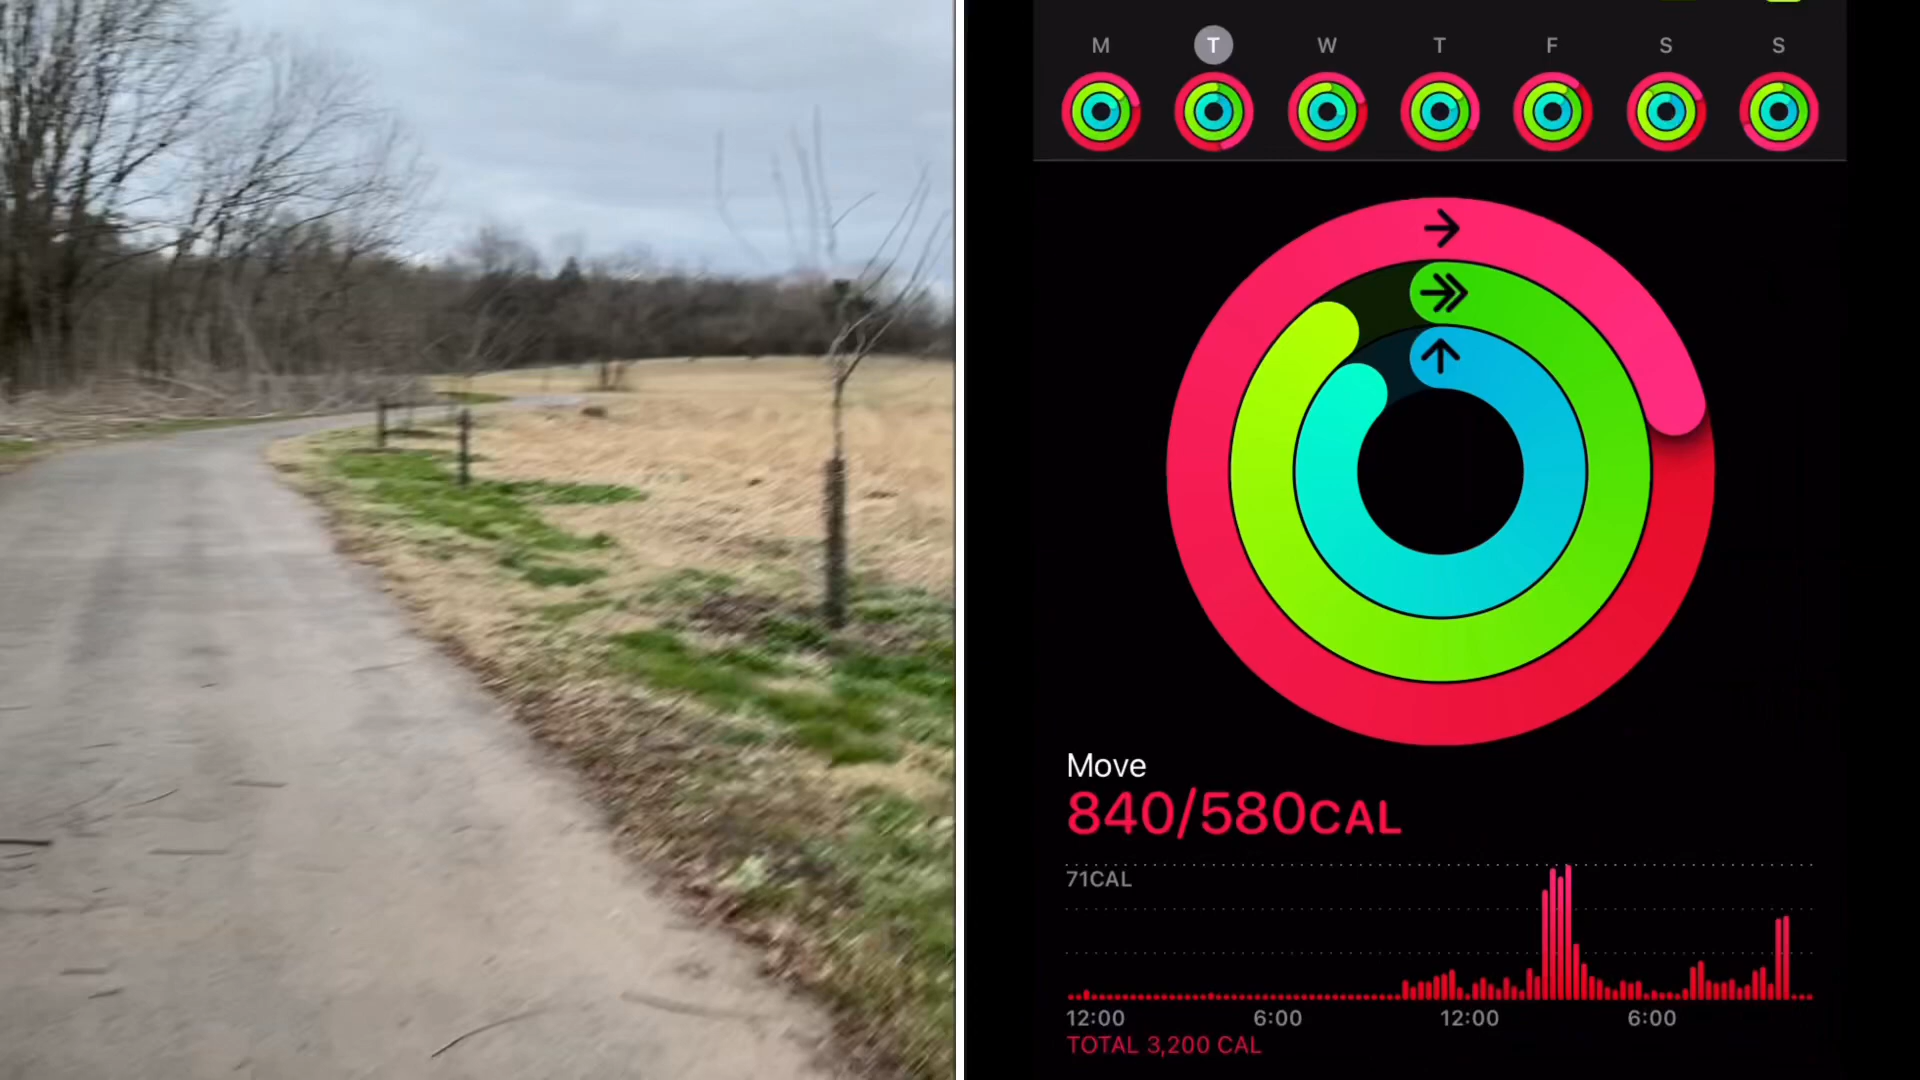 M T W T F S S
Move
840/580CAL
71CAL
12:00 6:00 12:00 6:00
TOTAL 3,200 CAL